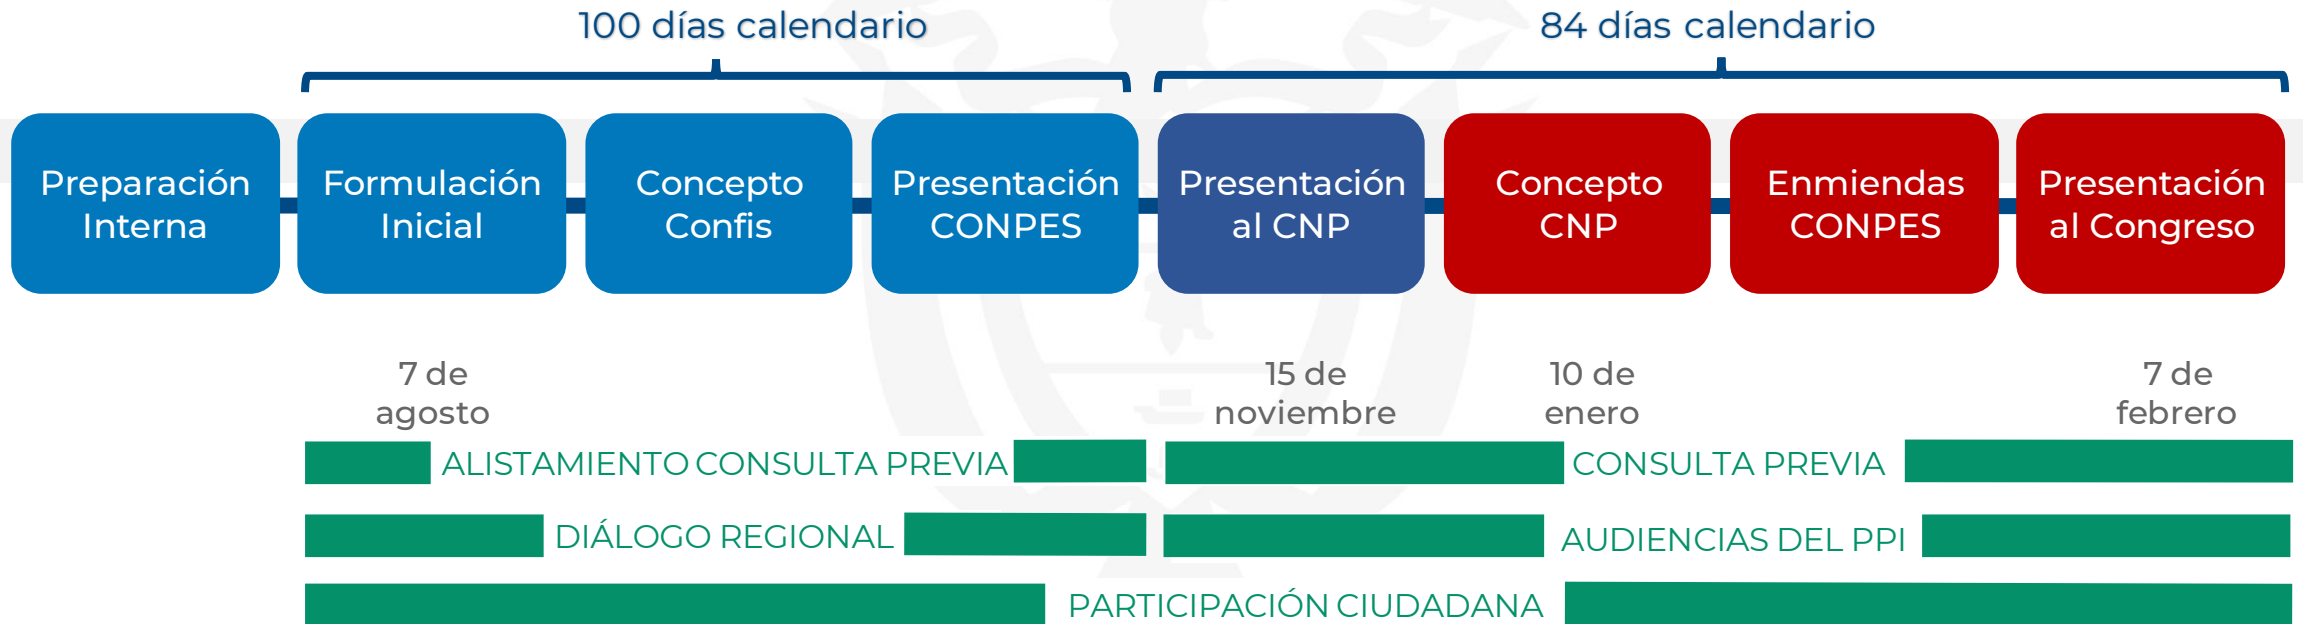 100 días calendario
84 días calendario
Preparación
Interna
Formulación
Inicial
Concepto
Confis
Presentación
CONPES
Presentación
al CNP
Concepto
CNP
Enmiendas
CONPES
Presentación
al Congreso
7 de
agosto
15 de
noviembre
10 de
enero
7 de
febrero
ALISTAMIENTO CONSULTA PREVIA
CONSULTA PREVIA
DIÁLOGO REGIONAL
AUDIENCIAS DEL PPI
PARTICIPACIÓN CIUDADANA